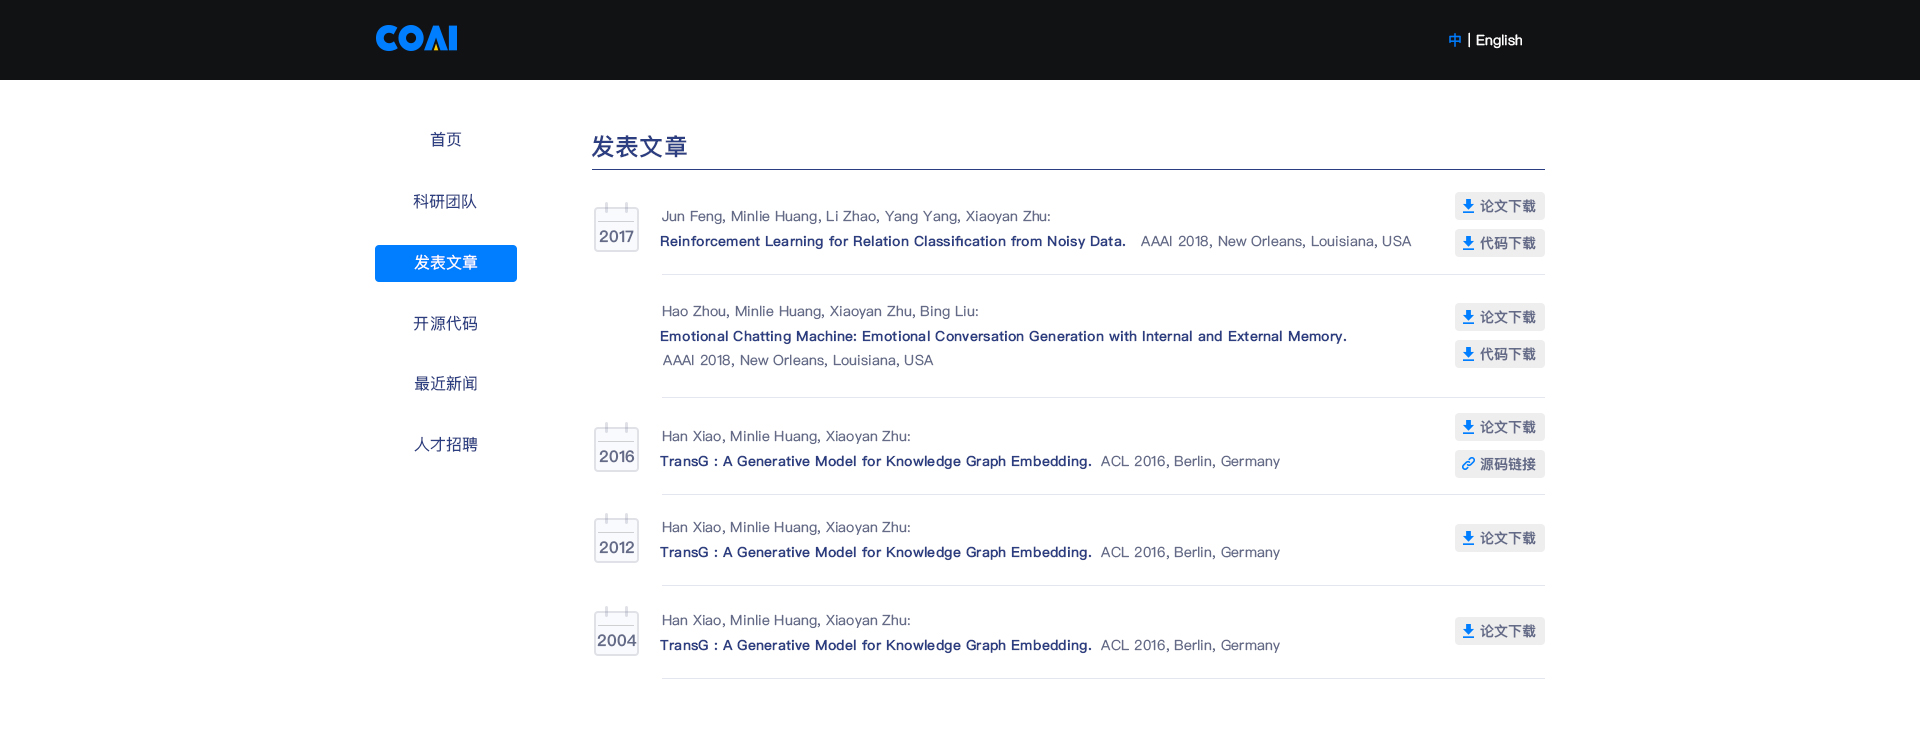 COAI
中 | English
首页
科研团队
发表文章
开源代码
最近新闻
人才招聘
发表文章
2017
Jun Feng, Minlie Huang, Li Zhao, Yang Yang, Xiaoyan Zhu:
Reinforcement Learning for Relation Classification from Noisy Data. AAAI 2018, New Orleans, Louisiana, USA
论文下载
代码下载
Hao Zhou, Minlie Huang, Xiaoyan Zhu, Bing Liu:
Emotional Chatting Machine: Emotional Conversation Generation with Internal and External Memory.
AAAI 2018, New Orleans, Louisiana, USA
论文下载
代码下载
2016
Han Xiao, Minlie Huang, Xiaoyan Zhu:
TransG : A Generative Model for Knowledge Graph Embedding. ACL 2016, Berlin, Germany
论文下载
源码链接
2012
Han Xiao, Minlie Huang, Xiaoyan Zhu:
TransG : A Generative Model for Knowledge Graph Embedding. ACL 2016, Berlin, Germany
论文下载
2004
Han Xiao, Minlie Huang, Xiaoyan Zhu:
TransG : A Generative Model for Knowledge Graph Embedding. ACL 2016, Berlin, Germany
论文下载